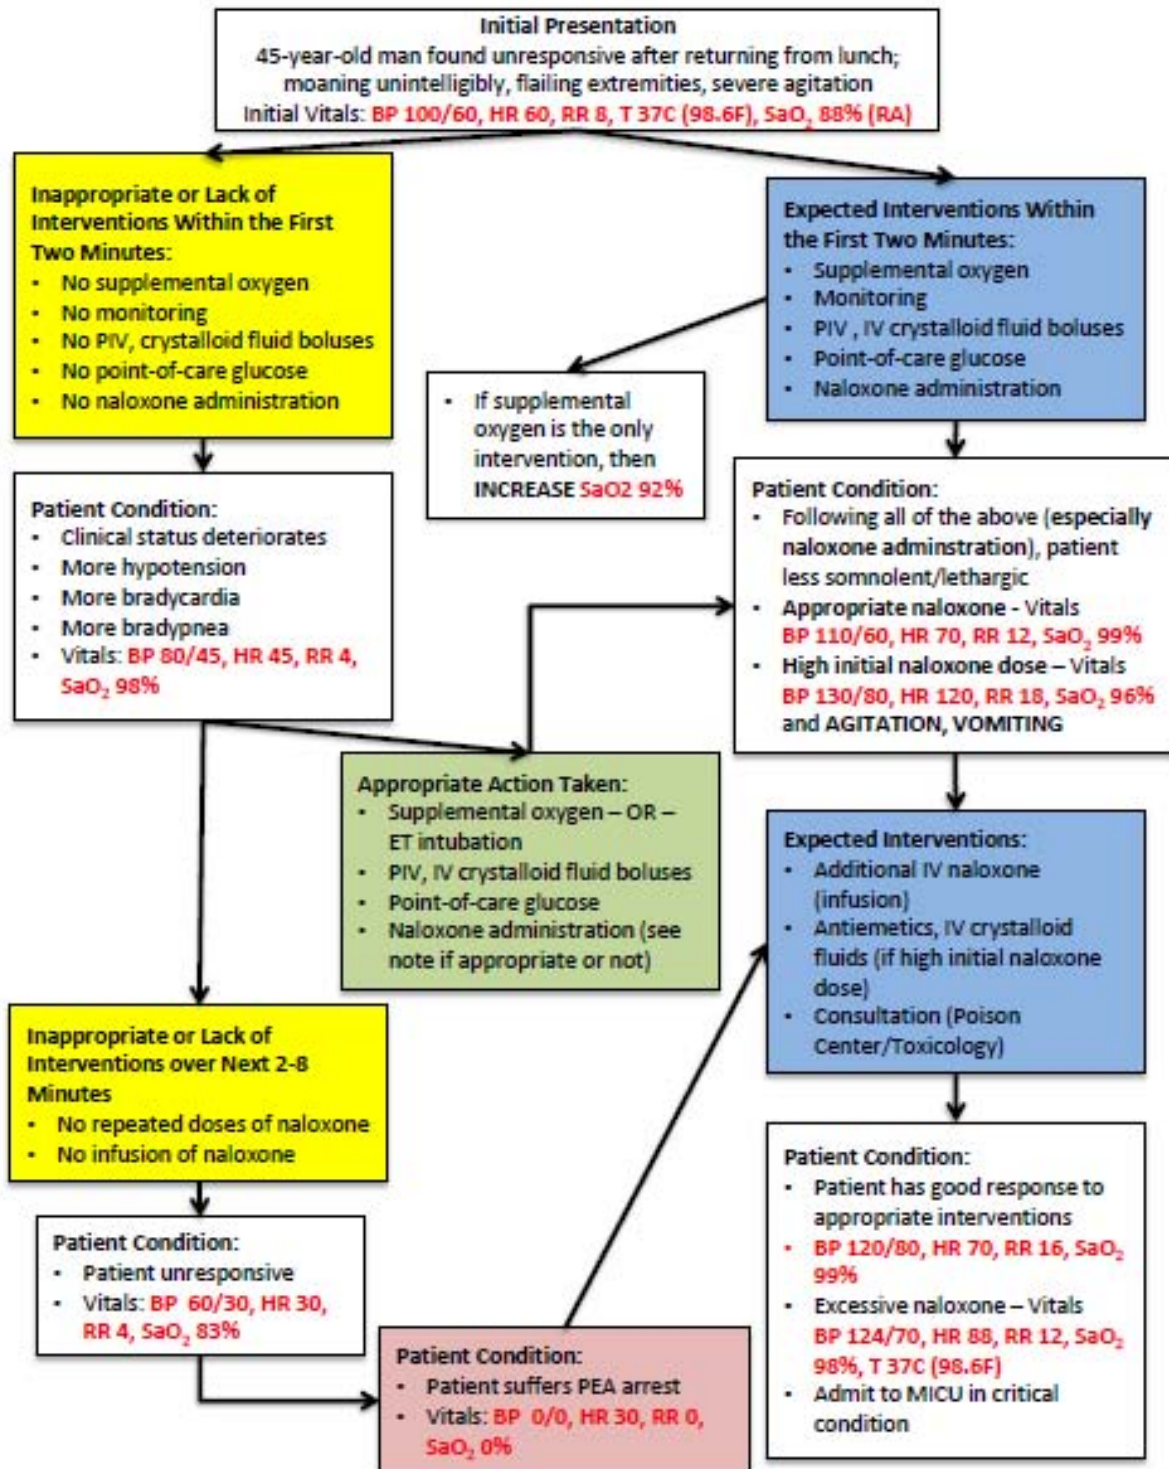 Initial Presentation
45-year-old man found unresponsive after returning from lunch;
moaning unintelligibly, flailing extremities, severe agitation
Initial Vitals: BP 100/60, HR 60, RR 8, T 37C (98.6F), SaO₂ 88% (RA)
Inappropriate or Lack of
Interventions Within the First
Two Minutes:
• No supplemental oxygen
• No monitoring
• No PIV, crystalloid fluid boluses
• No point-of-care glucose
• No naloxone administration
Expected Interventions Within
the First Two Minutes:
• Supplemental oxygen
• Monitoring
• PIV , IV crystalloid fluid boluses
• Point-of-care glucose
• Naloxone administration
• If supplemental
oxygen is the only
intervention, then
INCREASE SaO2 92%
Patient Condition:
• Clinical status deteriorates
• More hypotension
• More bradycardia
• More bradypnea
• Vitals: BP 80/45, HR 45, RR 4,
SaO₂ 98%
Patient Condition:
• Following all of the above (especially
naloxone adminstration), patient
less somnolent/lethargic
• Appropriate naloxone - Vitals
BP 110/60, HR 70, RR 12, SaO₂ 99%
• High initial naloxone dose – Vitals
BP 130/80, HR 120, RR 18, SaO₂ 96%
and AGITATION, VOMITING
Appropriate Action Taken:
• Supplemental oxygen – OR –
ET intubation
• PIV, IV crystalloid fluid boluses
• Point-of-care glucose
• Naloxone administration (see
note if appropriate or not)
Expected Interventions:
• Additional IV naloxone
(infusion)
• Antiemetics, IV crystalloid
fluids (if high initial naloxone
dose)
• Consultation (Poison
Center/Toxicology)
Inappropriate or Lack of
Interventions over Next 2-8
Minutes
• No repeated doses of naloxone
• No infusion of naloxone
Patient Condition:
• Patient unresponsive
• Vitals: BP 60/30, HR 30,
RR 4, SaO₂ 83%
Patient Condition:
• Patient suffers PEA arrest
• Vitals: BP 0/0, HR 30, RR 0,
SaO₂ 0%
Patient Condition:
• Patient has good response to
appropriate interventions
• BP 120/80, HR 70, RR 16, SaO₂
99%
• Excessive naloxone – Vitals
BP 124/70, HR 88, RR 12, SaO₂
98%, T 37C (98.6F)
• Admit to MICU in critical
condition